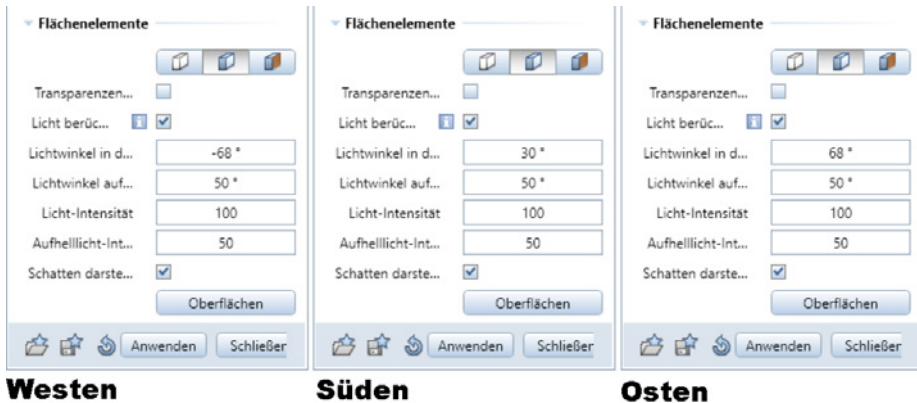 Flächenelemente
Transparenzen...
Licht berüc...
Lichtwinkel in d... -68 °
Lichtwinkel auf... 50 °
Licht-Intensität 100
Aufhelllicht-Int... 50
Schatten darste...
Oberflächen
Anwenden Schließer
Westen
Flächenelemente
Transparenzen...
Licht berüc...
Lichtwinkel in d... 30 °
Lichtwinkel auf... 50 °
Licht-Intensität 100
Aufhelllicht-Int... 50
Schatten darste...
Oberflächen
Anwenden Schließer
Süden
Flächenelemente
Transparenzen...
Licht berüc...
Lichtwinkel in d... 68 °
Lichtwinkel auf... 50 °
Licht-Intensität 100
Aufhelllicht-Int... 50
Schatten darste...
Oberflächen
Anwenden Schließer
Osten